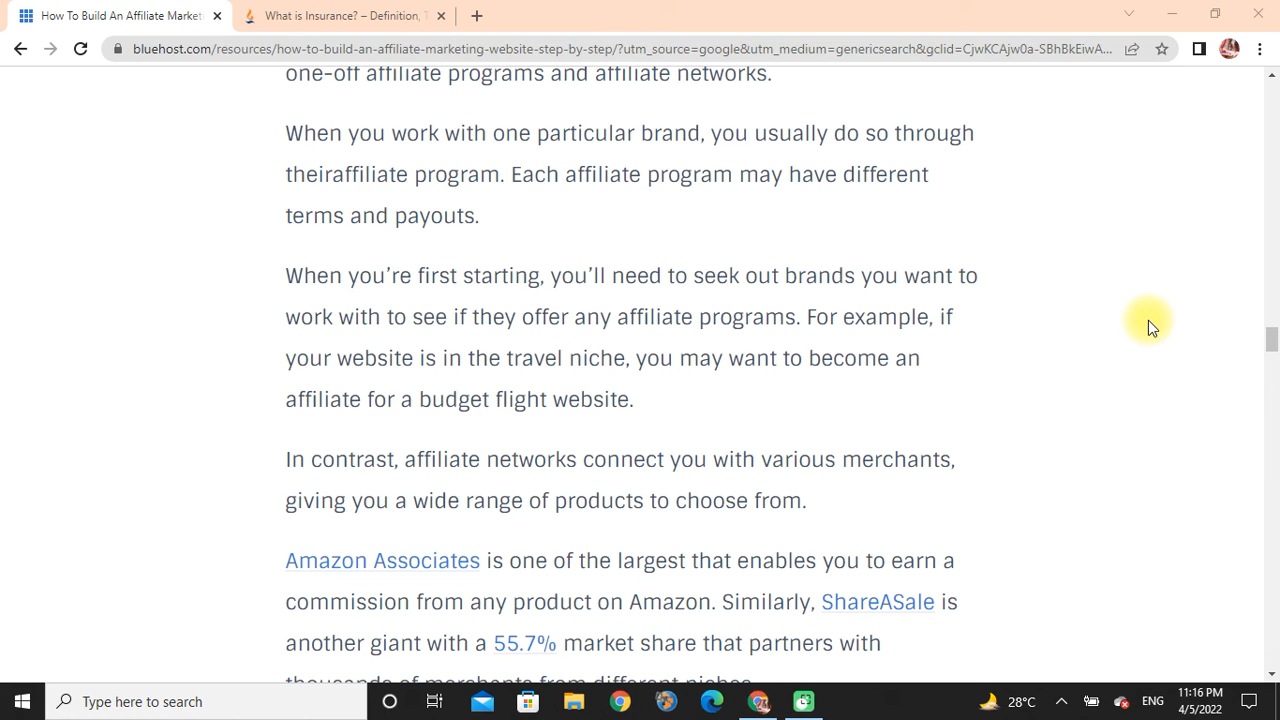 How To Build An Affiliate Market
What is Insurance? – Definition, T
bluehost.com/resources/how-to-build-an-affiliate-marketing-website-step-by-step/?utm_source=google&utm_medium=genericsearch&gclid=CjwKCAjw0a-SBhBkEiwA...
one-off affiliate programs and affiliate networks.
When you work with one particular brand, you usually do so through
theiraffiliate program. Each affiliate program may have different
terms and payouts.
When you’re first starting, you’ll need to seek out brands you want to
work with to see if they offer any affiliate programs. For example, if
your website is in the travel niche, you may want to become an
affiliate for a budget flight website.
In contrast, affiliate networks connect you with various merchants,
giving you a wide range of products to choose from.
Amazon Associates is one of the largest that enables you to earn a
commission from any product on Amazon. Similarly, ShareASale is
another giant with a 55.7% market share that partners with
thousands of merchants from different niches.
Type here to search
28°C
ENG
11:16 PM
4/5/2022